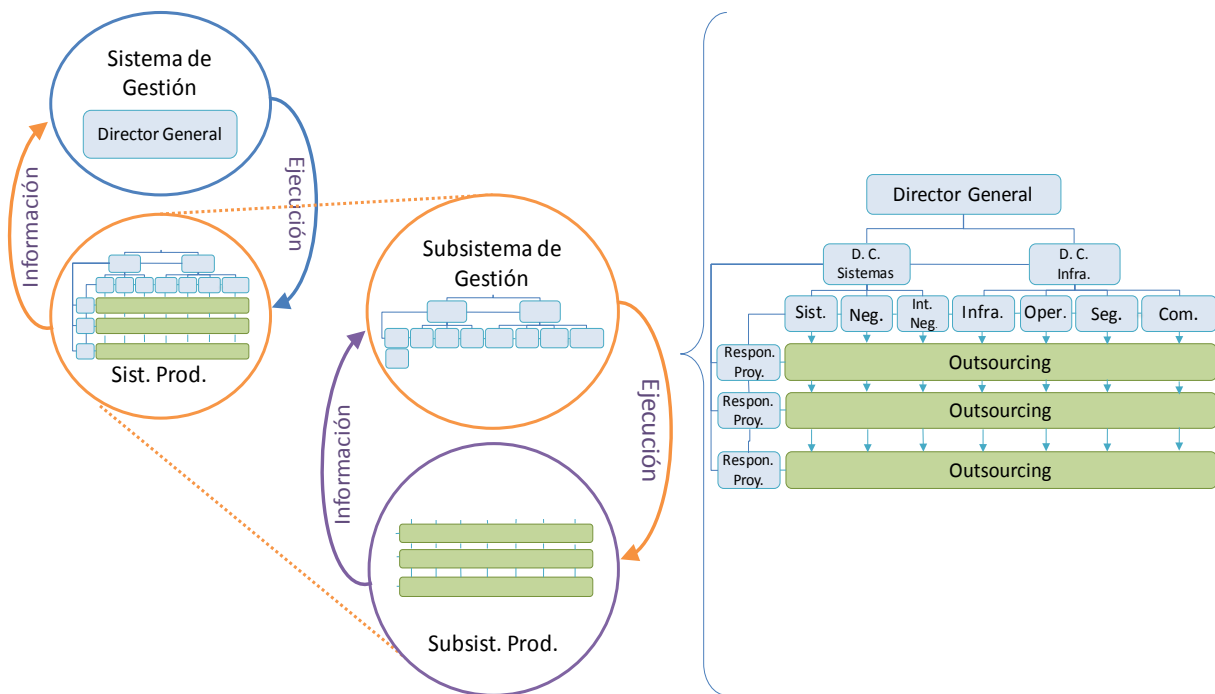 Sistema de
Gestión
Director General
Información
Ejecución
Sist. Prod.
Subsistema de
Gestión
Información
Ejecución
Subsist. Prod.
Director General
D. C.
Sistemas
D. C.
Infra.
Sist.
Neg.
Int.
Neg.
Infra.
Oper.
Seg.
Com.
Respon.
Proy.
Outsourcing
Respon.
Proy.
Outsourcing
Respon.
Proy.
Outsourcing